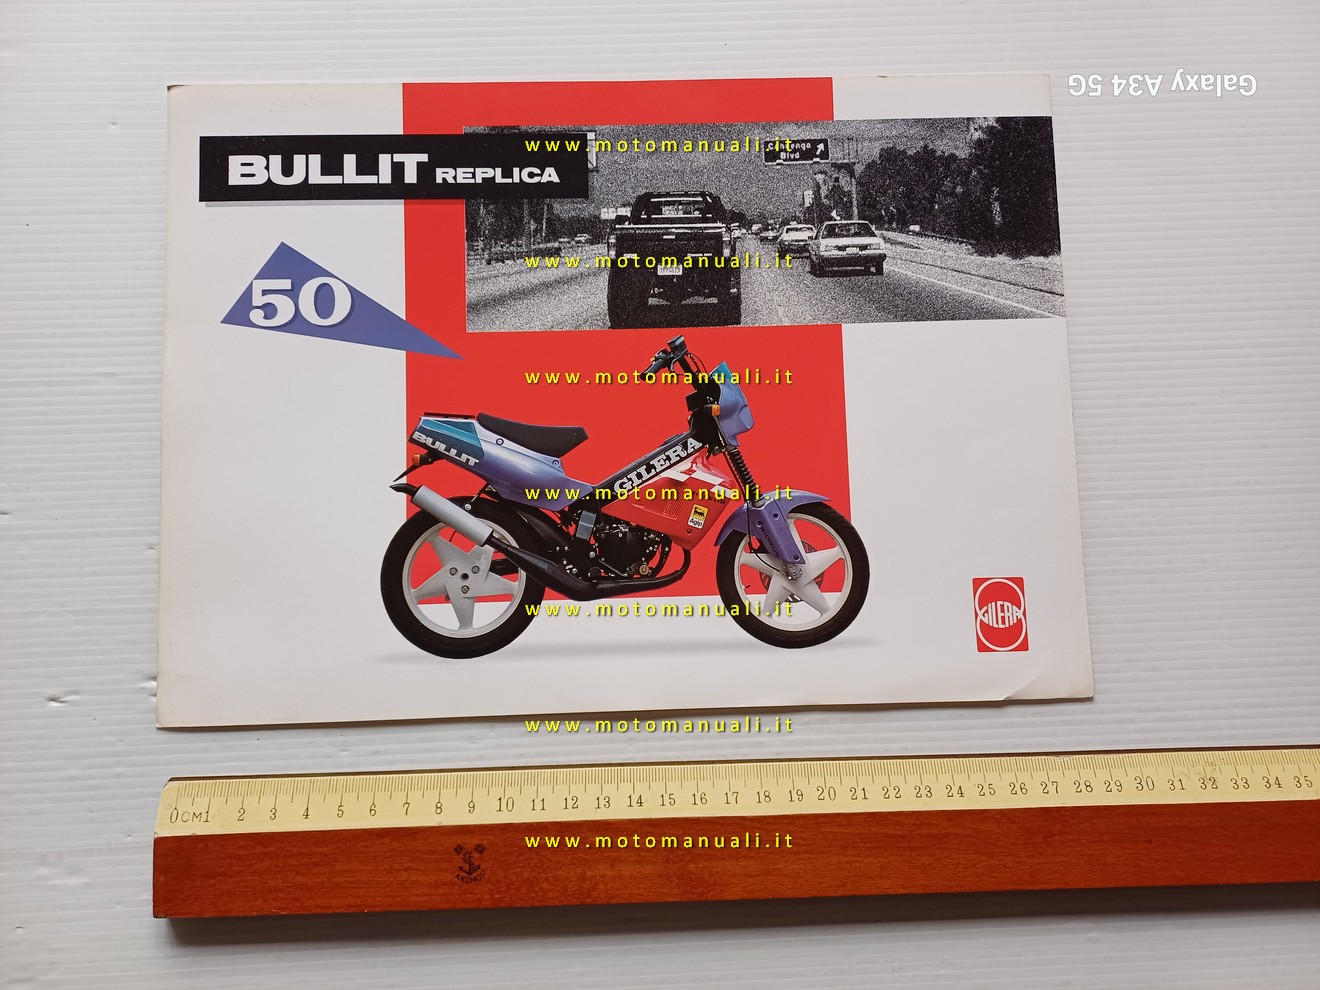 Galaxy A34 5G
BULLIT REPLICA
www.motomanuali.it
Blvd
50
www.motomanuali.it
www.motomanuali.it
BULLIT
GILERA
www.motomanuali.it
Agip
www.motomanuali.it
GILERA
www.motomanuali.it
0CM1 2 3 4 5 6 7 8 9 10 11 12 13 14 15 16 17 18 19 20 21 22 23 24 25 26 27 28 29 30 31 32 33 34 35
www.motomanuali.it
ANCHOR